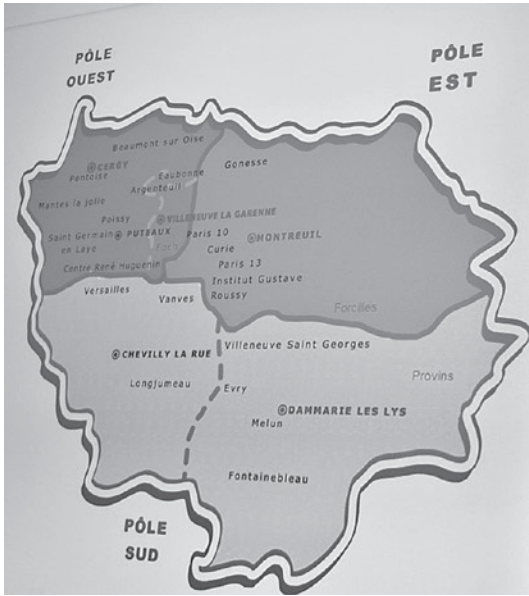 PÔLE
OUEST
PÔLE
EST
Beaumont sur Oise
CERGY
Pontoise
Eaubonne
Gonesse
Argenteuil
Mantes la jolie
Poissy
VILLENEUVE LA GARENNE
Saint Germain
en Laye
PUTEAUX
Paris 10
MONTREUIL
Foch
Curie
Centre René Huguenin
Paris 13
Institut Gustave
Roussy
Versailles
Vanves
Forcilles
Villeneuve Saint Georges
CHEVILLY LA RUE
Provins
Longjumeau
Evry
DAMMARIE LES LYS
Melun
Fontainebleau
PÔLE
SUD